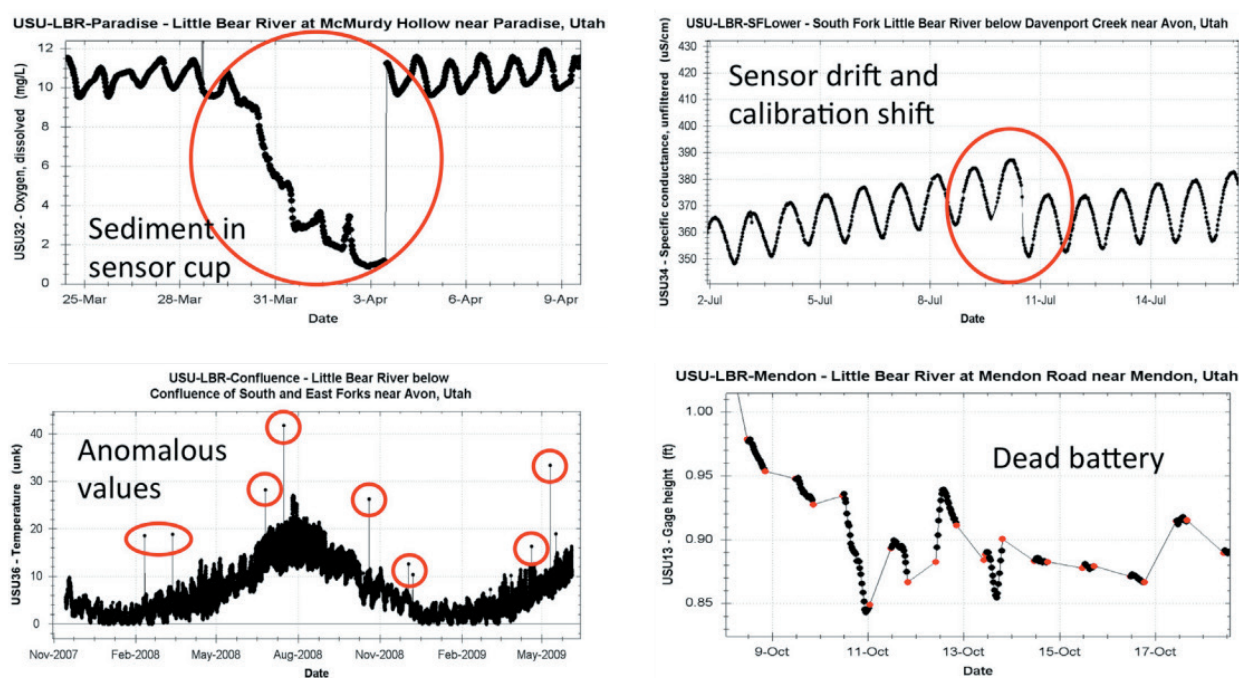 USU-LBR-Paradise - Little Bear River at McMurdy Hollow near Paradise, Utah
USU32 - Oxygen, dissolved (mg/L)
12
10
8
6
4
2
0
Sediment in
sensor cup
25-Mar
28-Mar
31-Mar
3-Apr
6-Apr
9-Apr
Date
USU-LBR-SFLower - South Fork Little Bear River below Davenport Creek near Avon, Utah
USU34 - Specific conductance, unfiltered (uS/cm)
430
420
410
400
390
380
370
360
350
Sensor drift and
calibration shift
2-Jul
5-Jul
8-Jul
11-Jul
14-Jul
Date
USU-LBR-Confluence - Little Bear River below
Confluence of South and East Forks near Avon, Utah
USU36 - Temperature (unk)
40
30
20
10
0
Anomalous
values
Nov-2007
Feb-2008
May-2008
Aug-2008
Nov-2008
Feb-2009
May-2009
Date
USU-LBR-Mendon - Little Bear River at Mendon Road near Mendon, Utah
USU13 - Gage height (ft)
1.00
0.95
0.90
0.85
Dead battery
9-Oct
11-Oct
13-Oct
15-Oct
17-Oct
Date